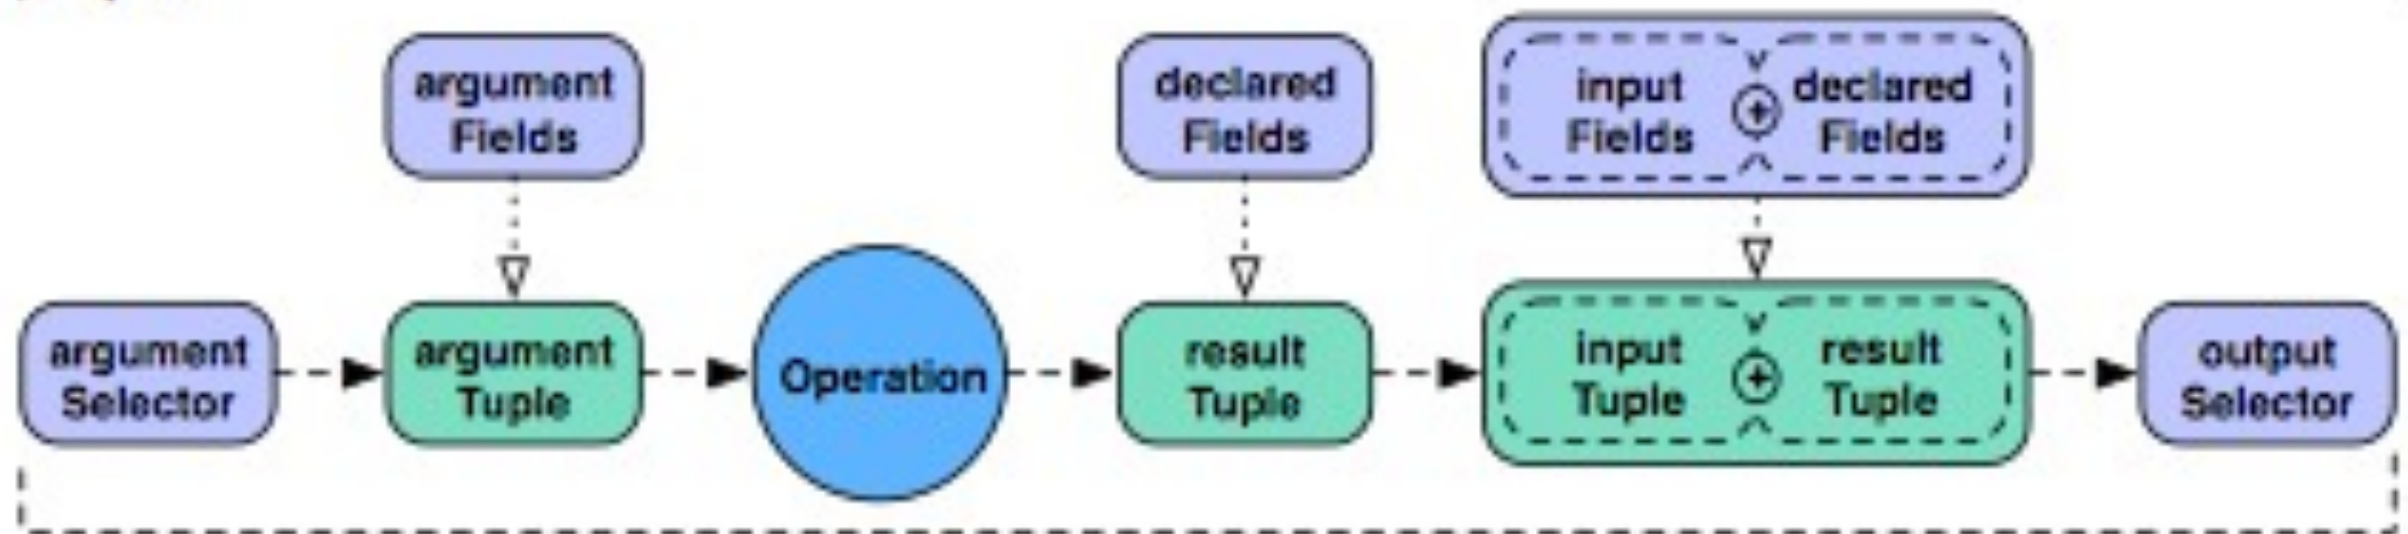 argument
Fields
declared
Fields
input
Fields
declared
Fields
argument
Selector
argument
Tuple
Operation
result
Tuple
input
Tuple
result
Tuple
output
Selector